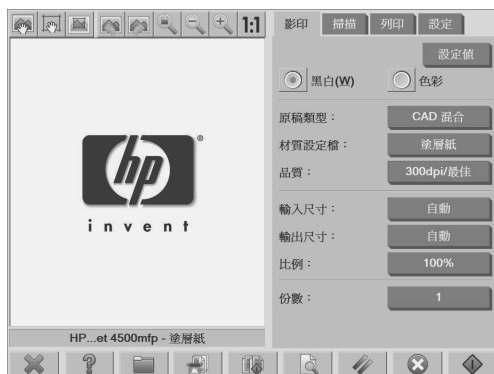 1:1
影印 掃描 列印 設定
設定值
黑白(W) 色彩
原稿類型： CAD 混合
材質設定檔： 塗層紙
品質： 300dpi/最佳
輸入尺寸： 自動
輸出尺寸： 自動
比例： 100%
份數： 1
hp
®
invent
HP...et 4500mfp - 塗層紙